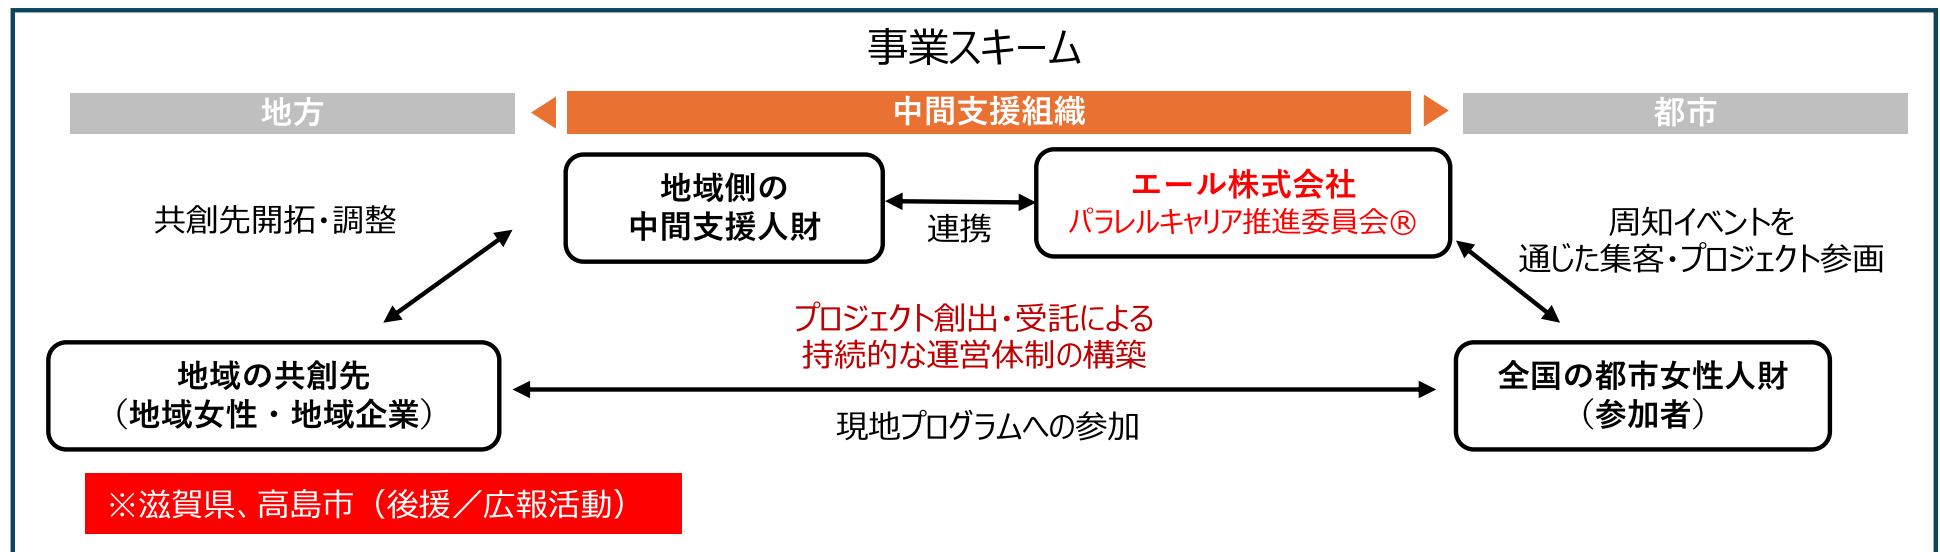 事業スキーム
地方
中間支援組織
都市
地域側の
中間支援人財
エール株式会社
パラレルキャリア推進委員会®
連携
共創先開拓・調整
周知イベントを
通じた集客・プロジェクト参画
プロジェクト創出・受託による
持続的な運営体制の構築
現地プログラムへの参加
地域の共創先
（地域女性・地域企業）
全国の都市女性人財
（参加者）
※滋賀県、高島市（後援／広報活動）